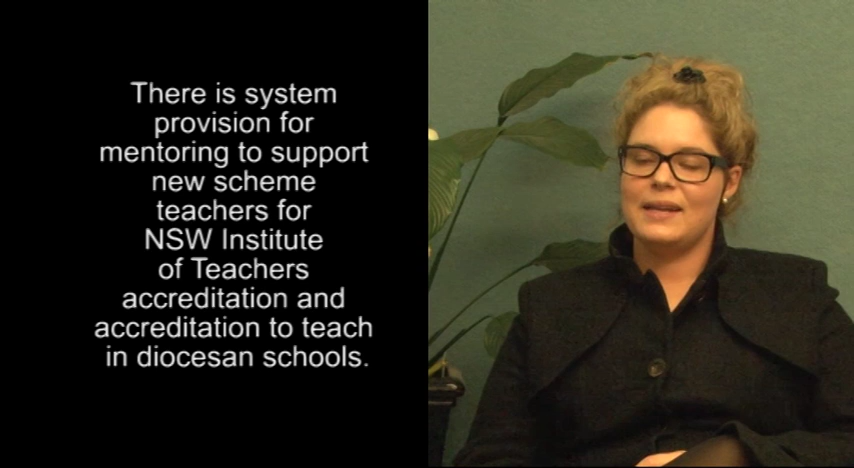 There is system
provision for
mentoring to support
new scheme
teachers for
NSW Institute
of Teachers
accreditation and
accreditation to teach
in diocesan schools.